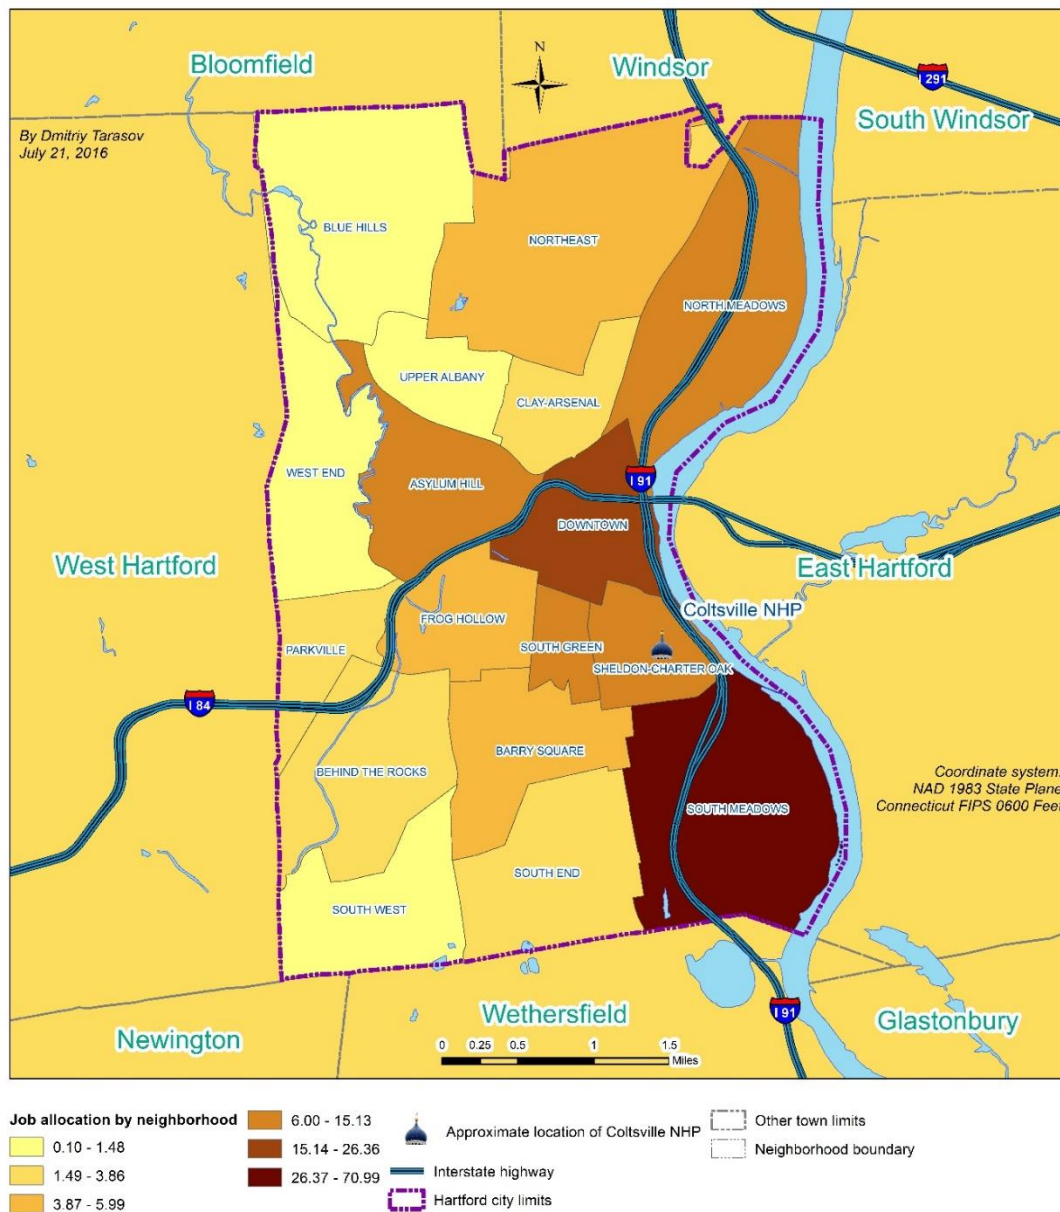 Bloomfield
N
Windsor
I 291
South Windsor
By Dmitriy Tarasov
July 21, 2016
BLUE HILLS
NORTHEAST
NORTH MEADOWS
UPPER ALBANY
CLAY-ARSENAL
WEST END
ASYLUM HILL
I 91
DOWNTOWN
West Hartford
East Hartford
Coltsville NHP
FROG HOLLOW
PARKVILLE
SOUTH GREEN
SHELDON-CHARTER OAK
I 84
BARRY SQUARE
BEHIND THE ROCKS
Coordinate system:
NAD 1983 State Plane
Connecticut FIPS 0600 Feet
SOUTH MEADOWS
SOUTH END
SOUTH WEST
Newington
Wethersfield
I 91
Glastonbury
0 0.25 0.5 1 1.5
Miles
Job allocation by neighborhood
0.10 - 1.48
1.49 - 3.86
3.87 - 5.99
6.00 - 15.13
15.14 - 26.36
26.37 - 70.99
Approximate location of Coltsville NHP
Interstate highway
Hartford city limits
Other town limits
Neighborhood boundary